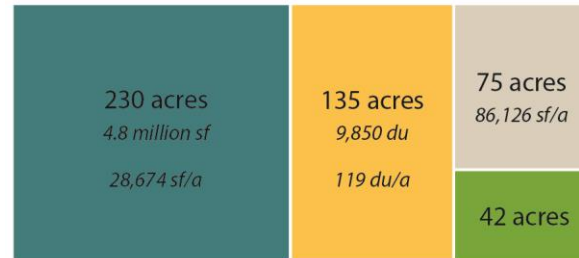 230 acres
4.8 million sf
28,674 sf/a
135 acres
9,850 du
119 du/a
75 acres
86,126 sf/a
42 acres